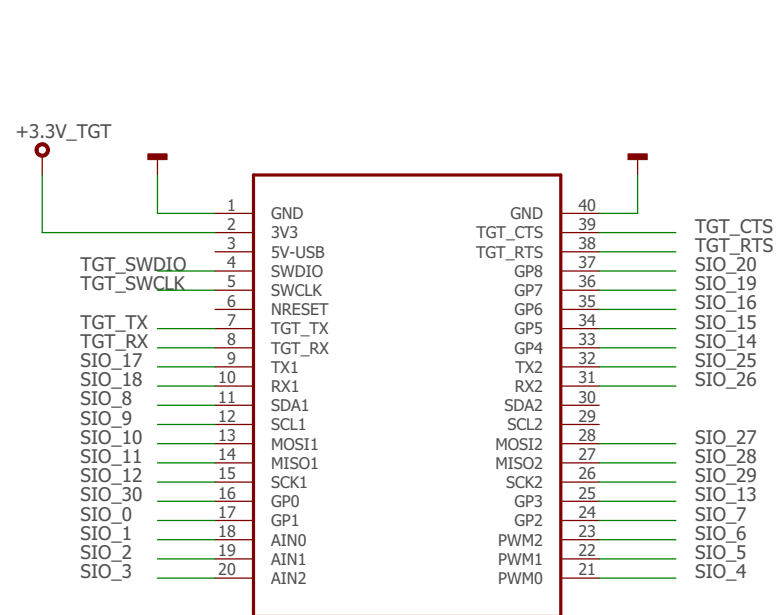 +3.3V_TGT
1 GND GND 40
2 3V3 TGT_CTS 39 TGT_CTS
3 5V-USB TGT_RTS 38 TGT_RTS
TGT_SWDIO 4 SWDIO GP8 37 SIO_20
TGT_SWCLK 5 SWCLK GP7 36 SIO_19
6 NRESET GP6 35 SIO_16
TGT_TX 7 TGT_TX GP5 34 SIO_15
TGT_RX 8 TGT_RX GP4 33 SIO_14
SIO_17 9 TX1 TX2 32 SIO_25
SIO_18 10 RX1 RX2 31 SIO_26
SIO_8 11 SDA1 SDA2 30
SIO_9 12 SCL1 SCL2 29
SIO_10 13 MOSI1 MOSI2 28 SIO_27
SIO_11 14 MISO1 MISO2 27 SIO_28
SIO_12 15 SCK1 SCK2 26 SIO_29
SIO_30 16 GP0 GP3 25 SIO_13
SIO_0 17 GP1 GP2 24 SIO_7
SIO_1 18 AIN0 PWM2 23 SIO_6
SIO_2 19 AIN1 PWM1 22 SIO_5
SIO_3 20 AIN2 PWM0 21 SIO_4